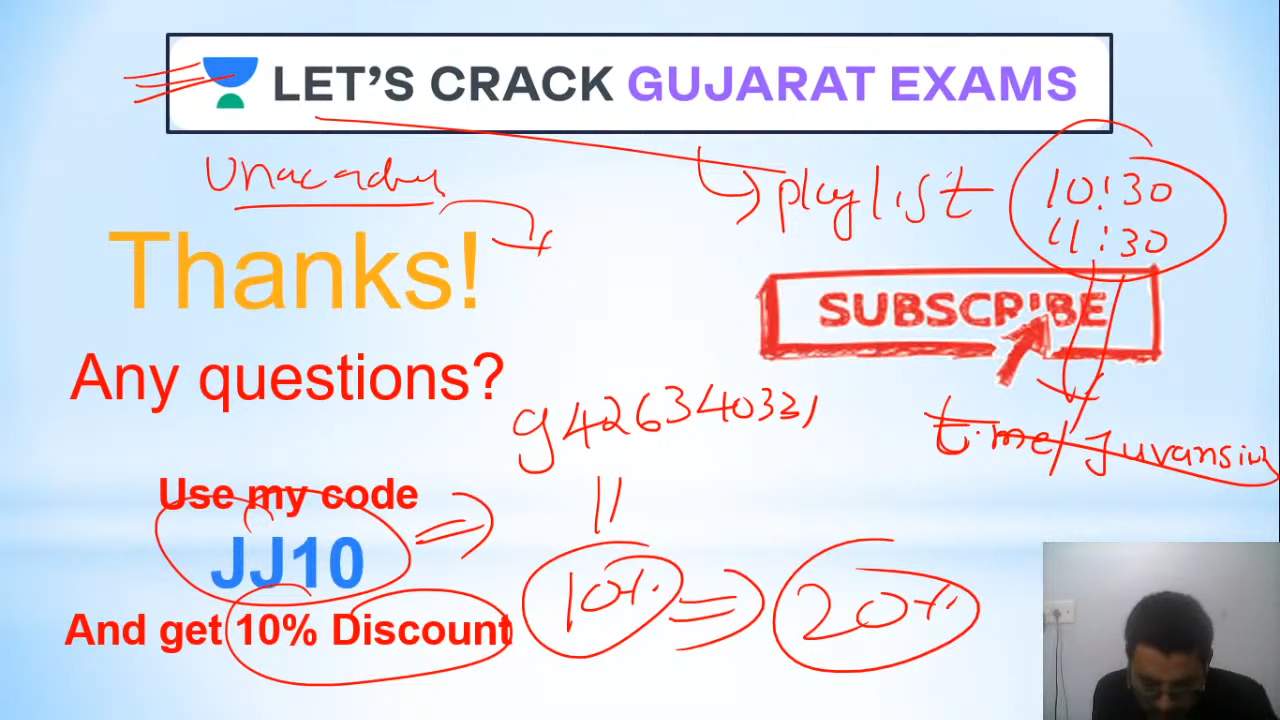 LET'S CRACK GUJARAT EXAMS
Unacademy
playlist
10:30
11:30
Thanks!
SUBSCRIBE
Any questions?
9426340331
time/Juvansinh
Use my code
JJ10
11
10% ⇒ 20%
And get 10% Discount